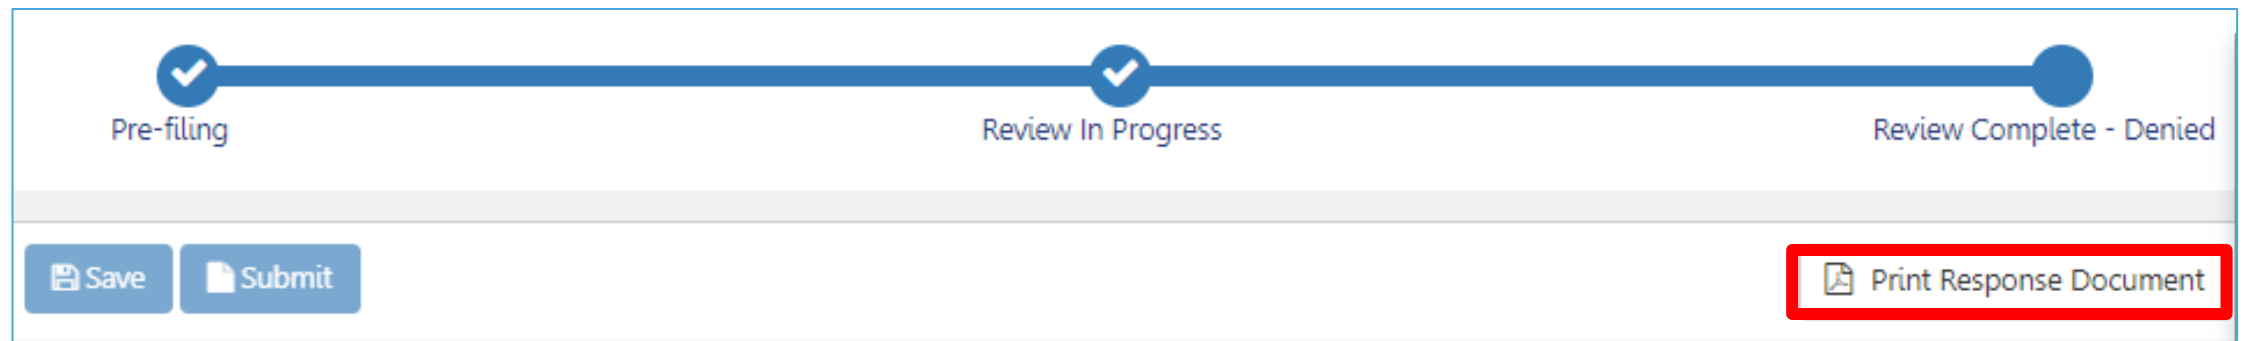 Pre-filing
Review In Progress
Review Complete - Denied
Save
Submit
Print Response Document